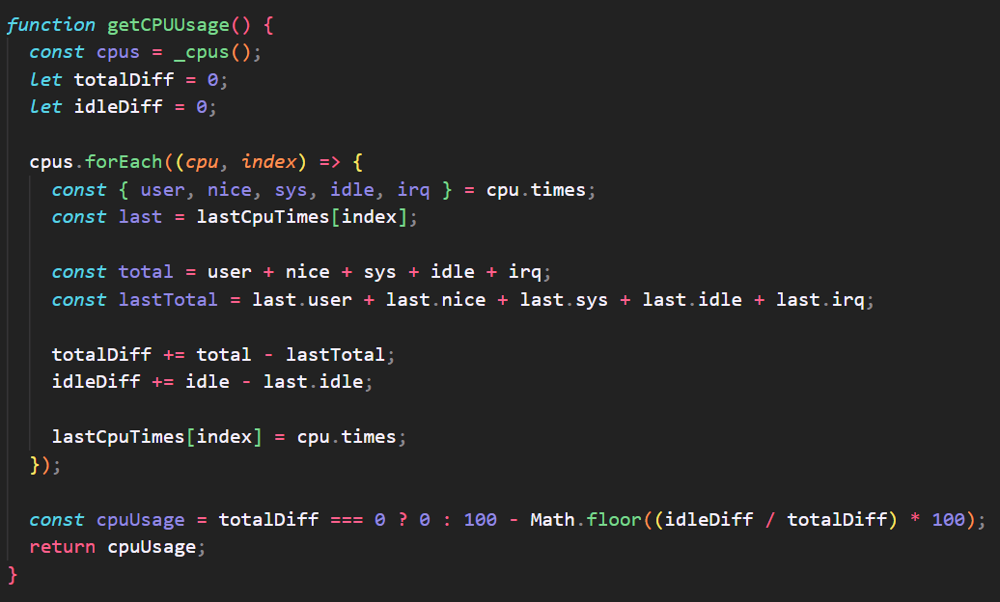 function getCPUUsage() {
  const cpus = _cpus();
  let totalDiff = 0;
  let idleDiff = 0;

  cpus.forEach((cpu, index) => {
    const { user, nice, sys, idle, irq } = cpu.times;
    const last = lastCpuTimes[index];

    const total = user + nice + sys + idle + irq;
    const lastTotal = last.user + last.nice + last.sys + last.idle + last.irq;

    totalDiff += total - lastTotal;
    idleDiff += idle - last.idle;

    lastCpuTimes[index] = cpu.times;
  });

  const cpuUsage = totalDiff === 0 ? 0 : 100 - Math.floor((idleDiff / totalDiff) * 100);
  return cpuUsage;
}